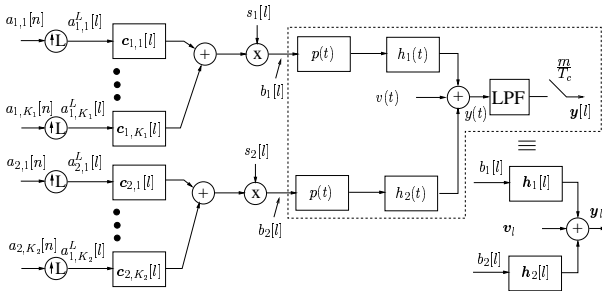 s_1[l]
a_{1,1}[n] a^L_{1,1}[l]
↑L
c_{1,1}[l]
+
x
p(t)
h_1(t)
m/T_c
b_1[l]
v(t)
+
y(t)
LPF
y[l]
a_{1,K_1}[n] a^L_{1,K_1}[l]
↑L
c_{1,K_1}[l]
≡
s_2[l]
a_{2,1}[n] a^L_{2,1}[l]
↑L
c_{2,1}[l]
+
x
p(t)
h_2(t)
b_1[l]
h_1[l]
b_2[l]
v_l
+
y_l
a_{2,K_2}[n] a^L_{1,K_2}[l]
↑L
c_{2,K_2}[l]
b_2[l]
h_2[l]